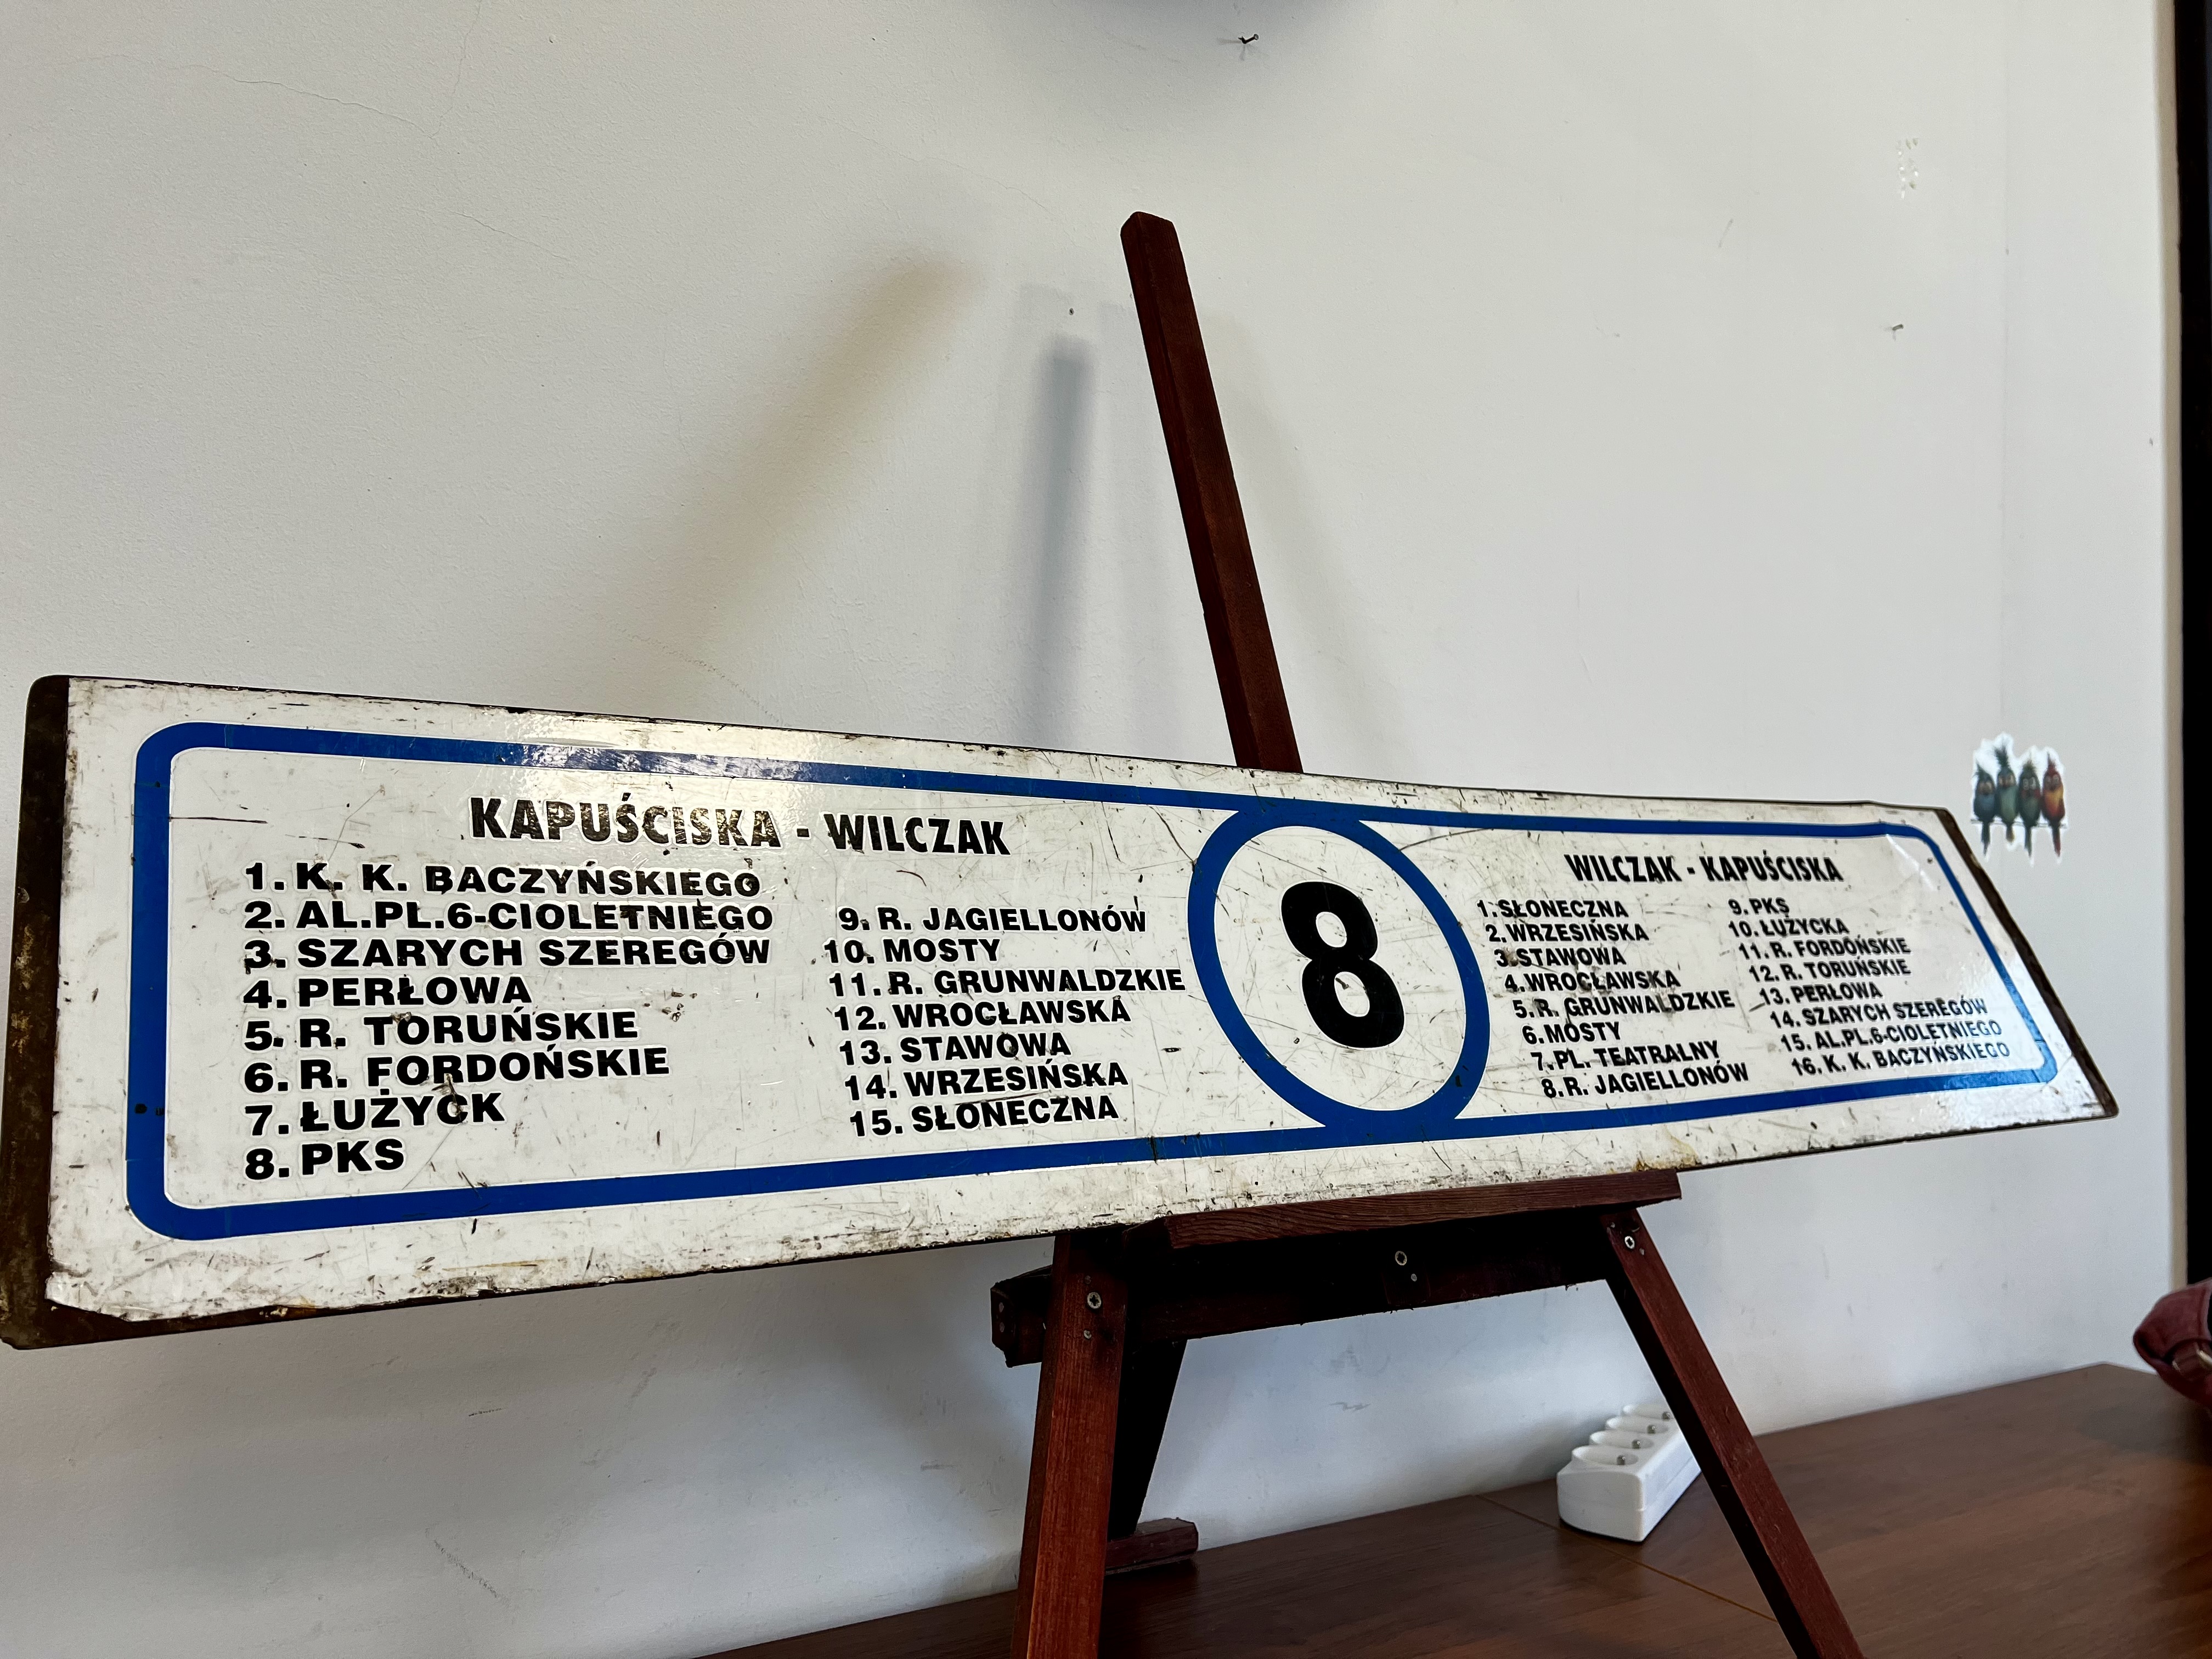 KAPUŚCISKA - WILCZAK
1. K. K. BACZYŃSKIEGO
2. AL.PL.6-CIOLETNIEGO
3. SZARYCH SZEREGÓW
4. PERŁOWA
5. R. TORUŃSKIE
6. R. FORDOŃSKIE
7. ŁUŻYCK
8. PKS
9. R. JAGIELLONÓW
10. MOSTY
11. R. GRUNWALDZKIE
12. WROCŁAWSKA
13. STAWOWA
14. WRZESIŃSKA
15. SŁONECZNA
8
WILCZAK - KAPUŚCISKA
1. SŁONECZNA
2. WRZESIŃSKA
3. STAWOWA
4. WROCŁAWSKA
5. R. GRUNWALDZKIE
6. MOSTY
7. PL. TEATRALNY
8. R. JAGIELLONÓW
9. PKS
10. ŁUŻYCKA
11. R. FORDOŃSKIE
12. R. TORUŃSKIE
13. PERŁOWA
14. SZARYCH SZEREGÓW
15. AL.PL.6-CIOLETNIEGO
16. K. K. BACZYŃSKIEGO